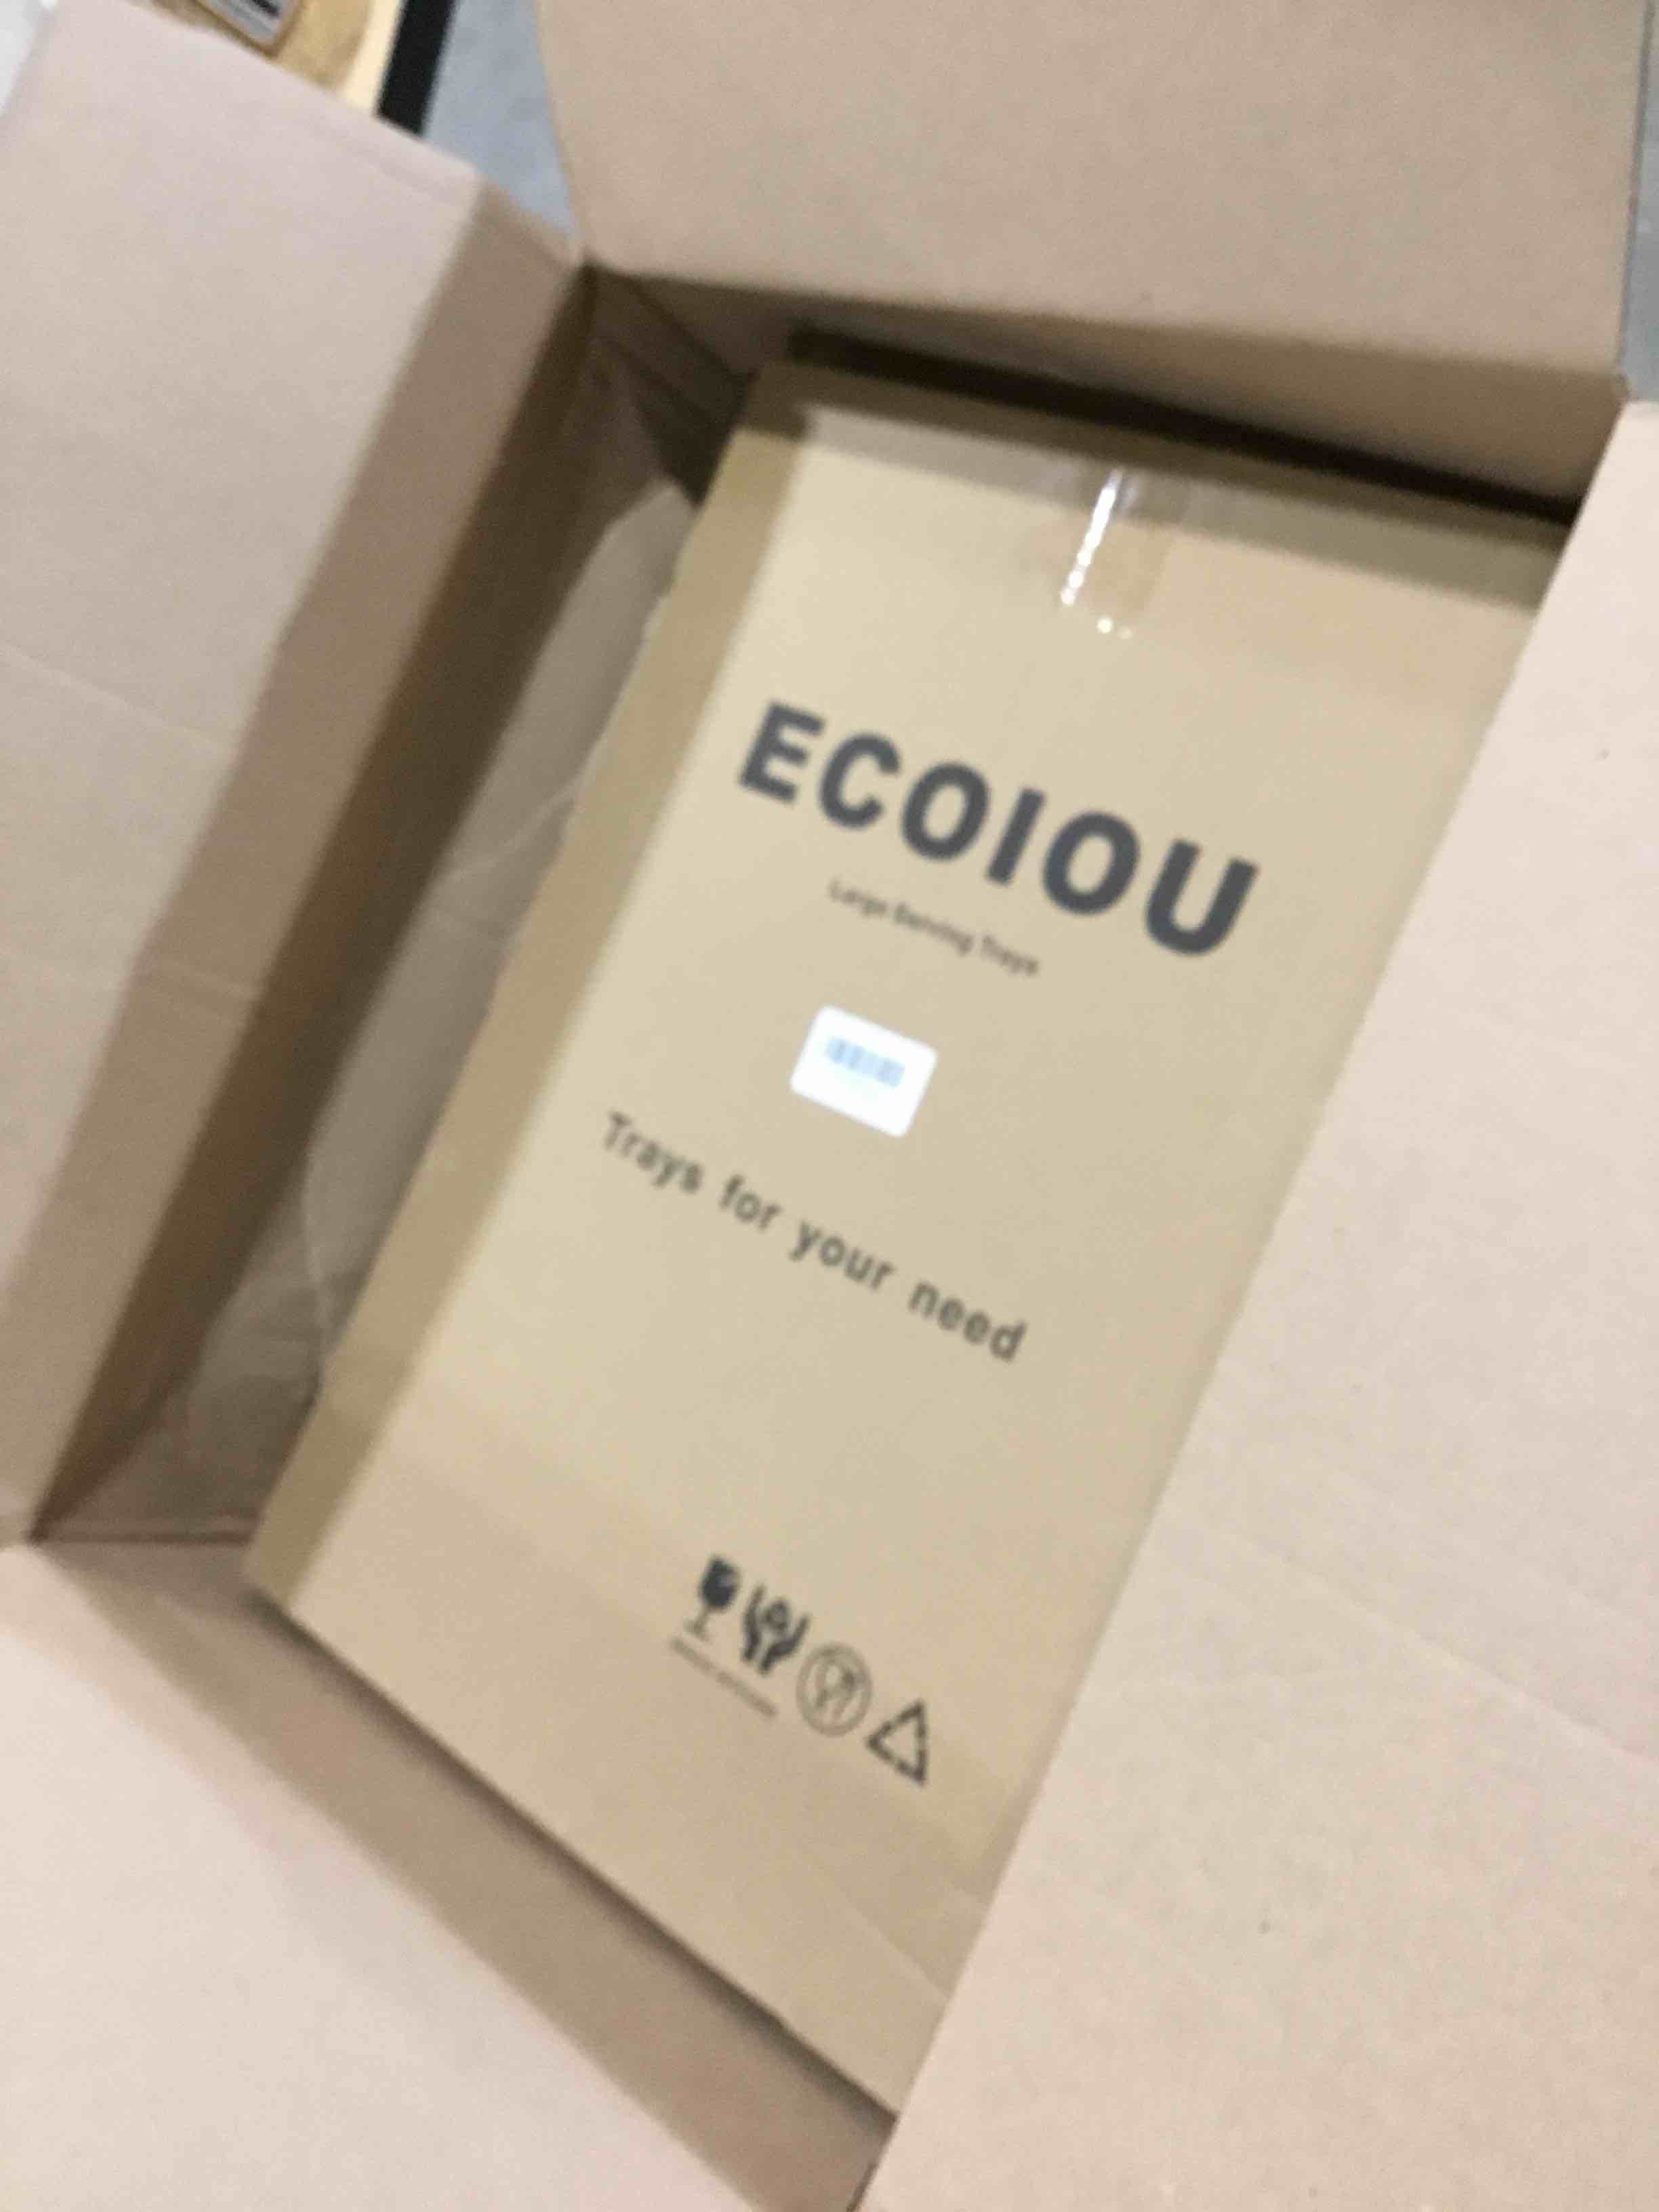 ECOIOU
Large Serving Trays
Trays for your need